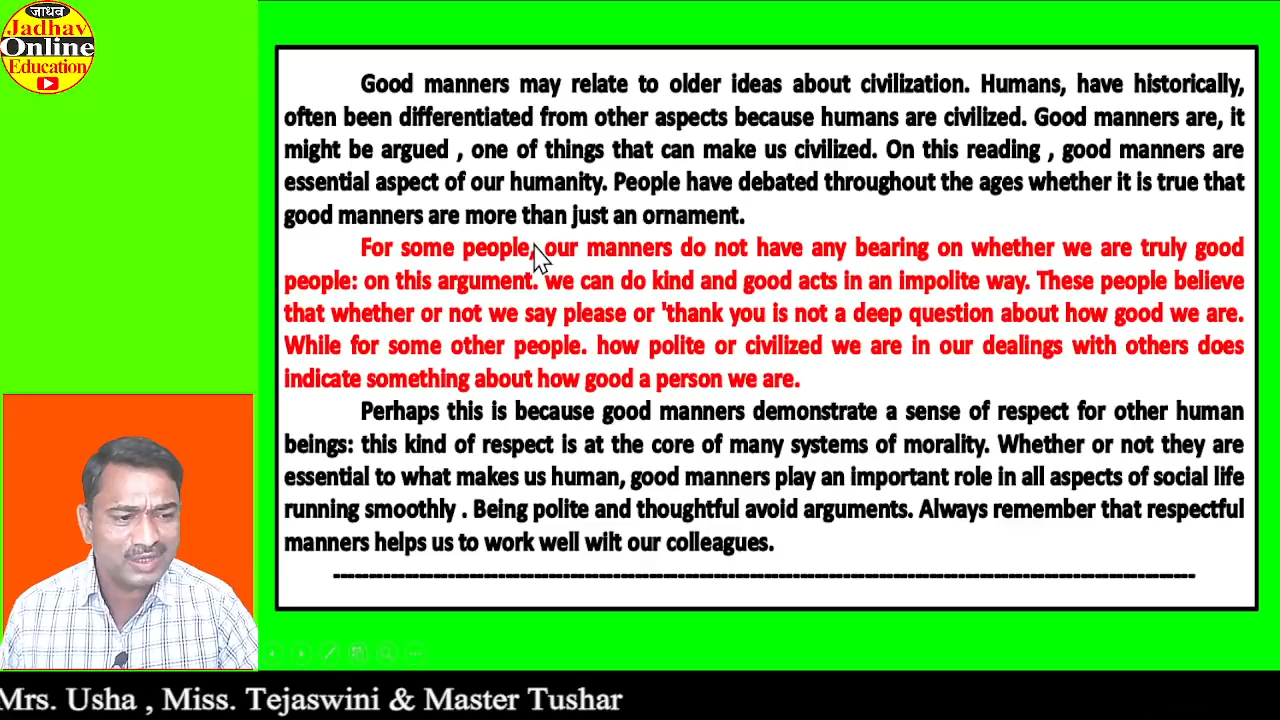 जाधव
Jadhav
Online
Education
Good manners may relate to older ideas about civilization. Humans, have historically,
often been differentiated from other aspects because humans are civilized. Good manners are, it
might be argued , one of things that can make us civilized. On this reading , good manners are
essential aspect of our humanity. People have debated throughout the ages whether it is true that
good manners are more than just an ornament.
For some people, our manners do not have any bearing on whether we are truly good
people: on this argument. we can do kind and good acts in an impolite way. These people believe
that whether or not we say please or 'thank you is not a deep question about how good we are.
While for some other people. how polite or civilized we are in our dealings with others does
indicate something about how good a person we are.
Perhaps this is because good manners demonstrate a sense of respect for other human
beings: this kind of respect is at the core of many systems of morality. Whether or not they are
essential to what makes us human, good manners play an important role in all aspects of social life
running smoothly . Being polite and thoughtful avoid arguments. Always remember that respectful
manners helps us to work well wilt our colleagues.
Mrs. Usha , Miss. Tejaswini & Master Tushar